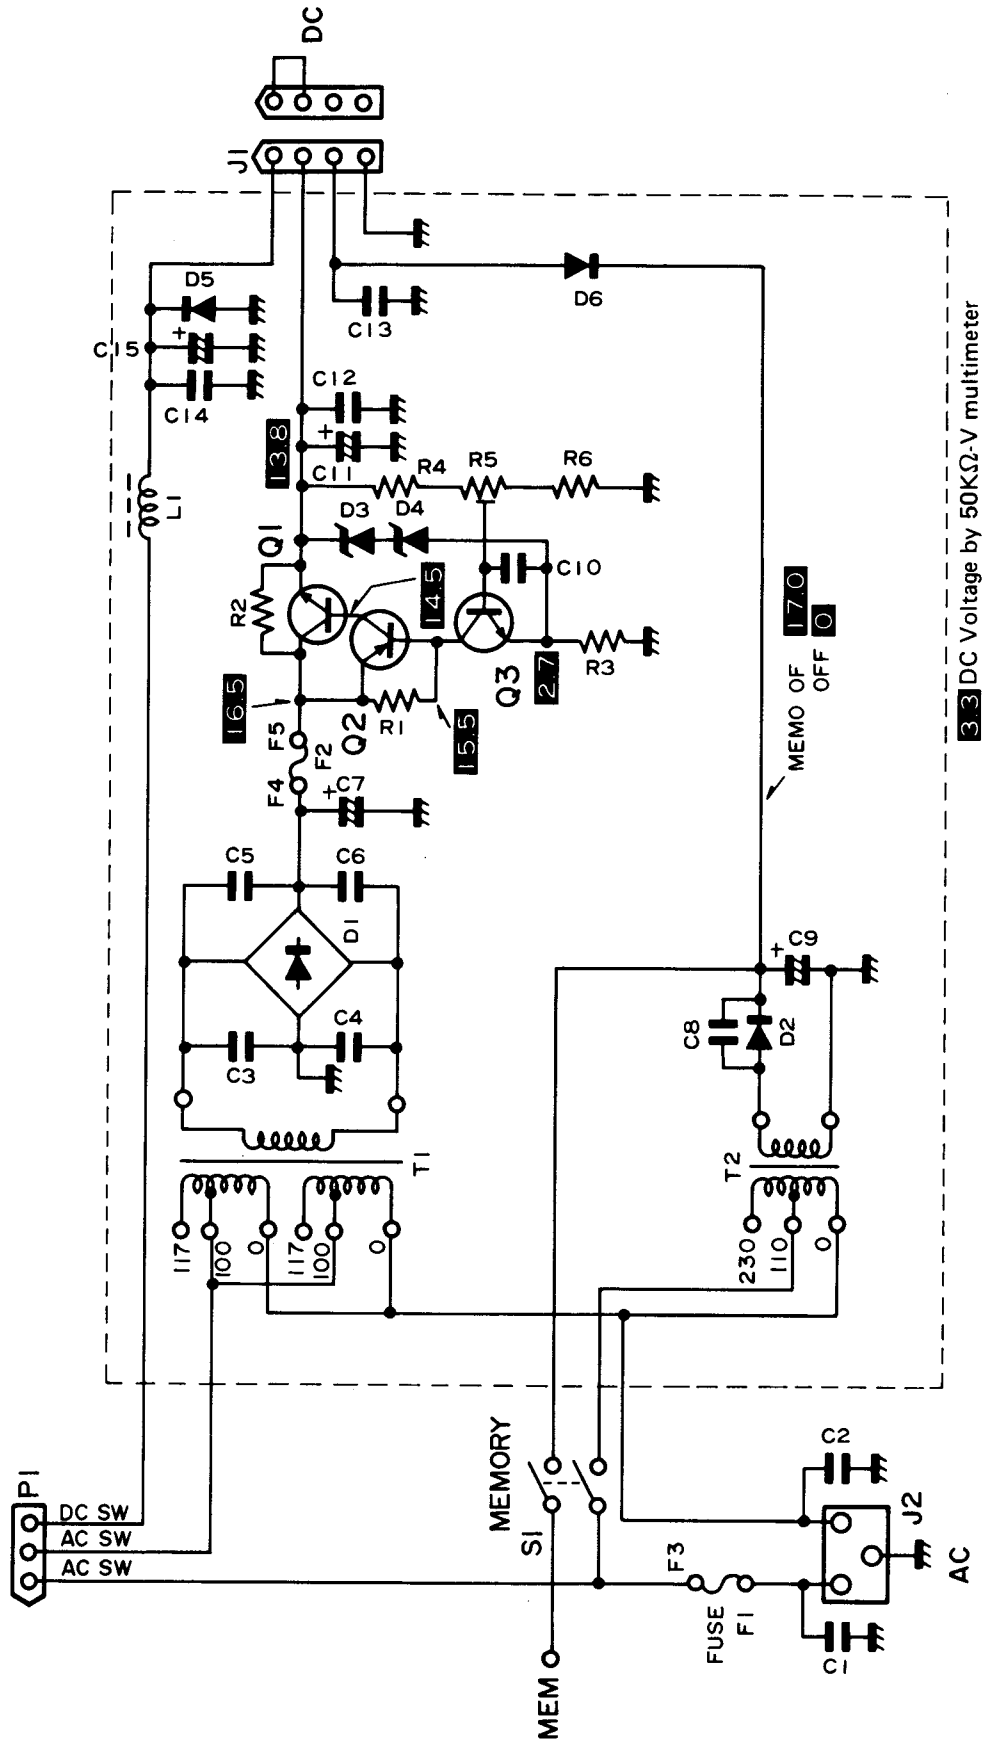 DC
J1
D5
C15
+
C14
L1
C13
D6
C12
+
C11
13.8
R4
R5
R6
D3
D4
Q1
R2
C10
14.5
Q3
2.7
R3
16.5
Q2
R1
15.5
F5
F2
F4
+
C7
17.0
0
MEMO OF
OFF
C5
C6
D1
C3
C4
+
C9
C8
D2
T1
T2
117
100
0
117
100
0
230
110
0
P1
DC SW
AC SW
AC SW
MEMORY
S1
MEM
F3
FUSE
F1
C2
J2
C1
AC
3.3 DC Voltage by 50KΩ-V multimeter